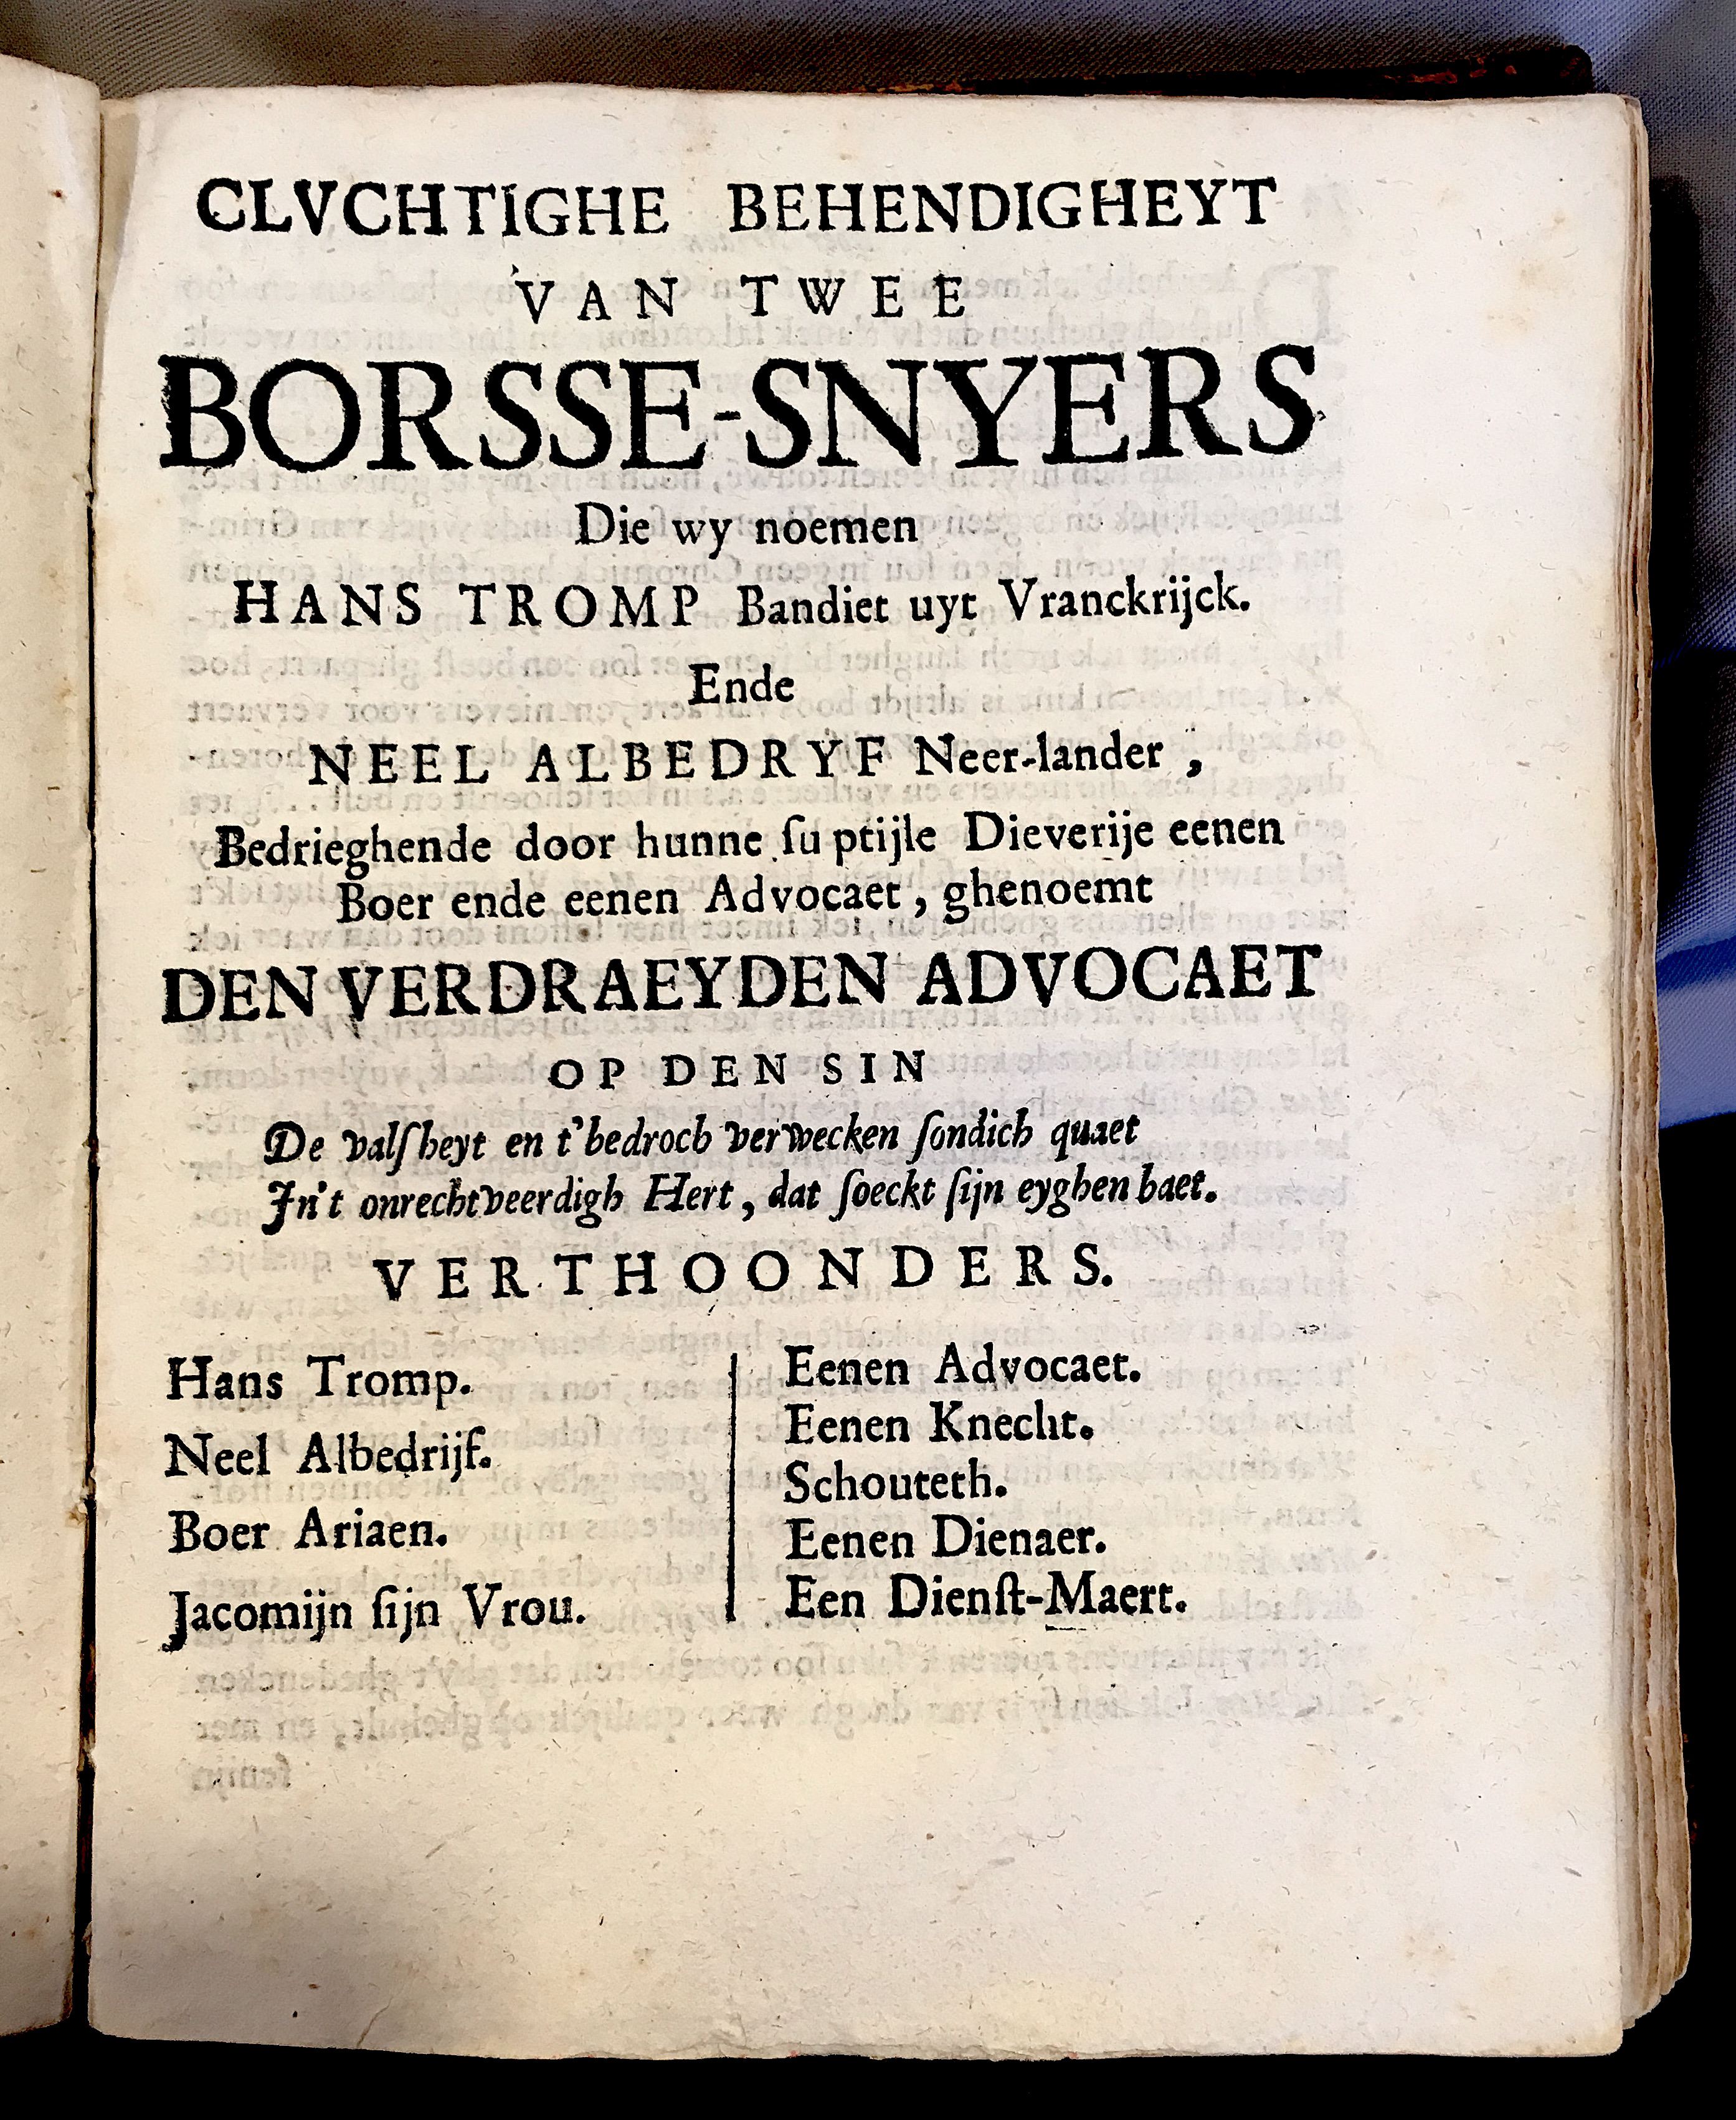 CLVCHTIGHE BEHENDIGHEYT
VAN TWEE
BORSSE-SNYERS
Die wy noemen
HANS TROMP Bandiet uyt Vranckrijck.
Ende
NEEL ALBEDRYF Neer-lander,
Bedrieghende door hunne ſuptijle Dieverije eenen
Boer ende eenen Advocaet, ghenoemt
DEN VERDRAEYDEN ADVOCAET
OP DEN SIN
De valſheyt en t'bedroch verwecken ſondich quaet
In't onrechtveerdigh Hert, dat ſoeckt ſijn eyghen baet.
VERTHOONDERS.
Hans Tromp.
Neel Albedrijf.
Boer Ariaen.
Jacomijn ſijn Vrou.
Eenen Advocaet.
Eenen Knecht.
Schouteth.
Eenen Dienaer.
Een Dienſt-Maert.